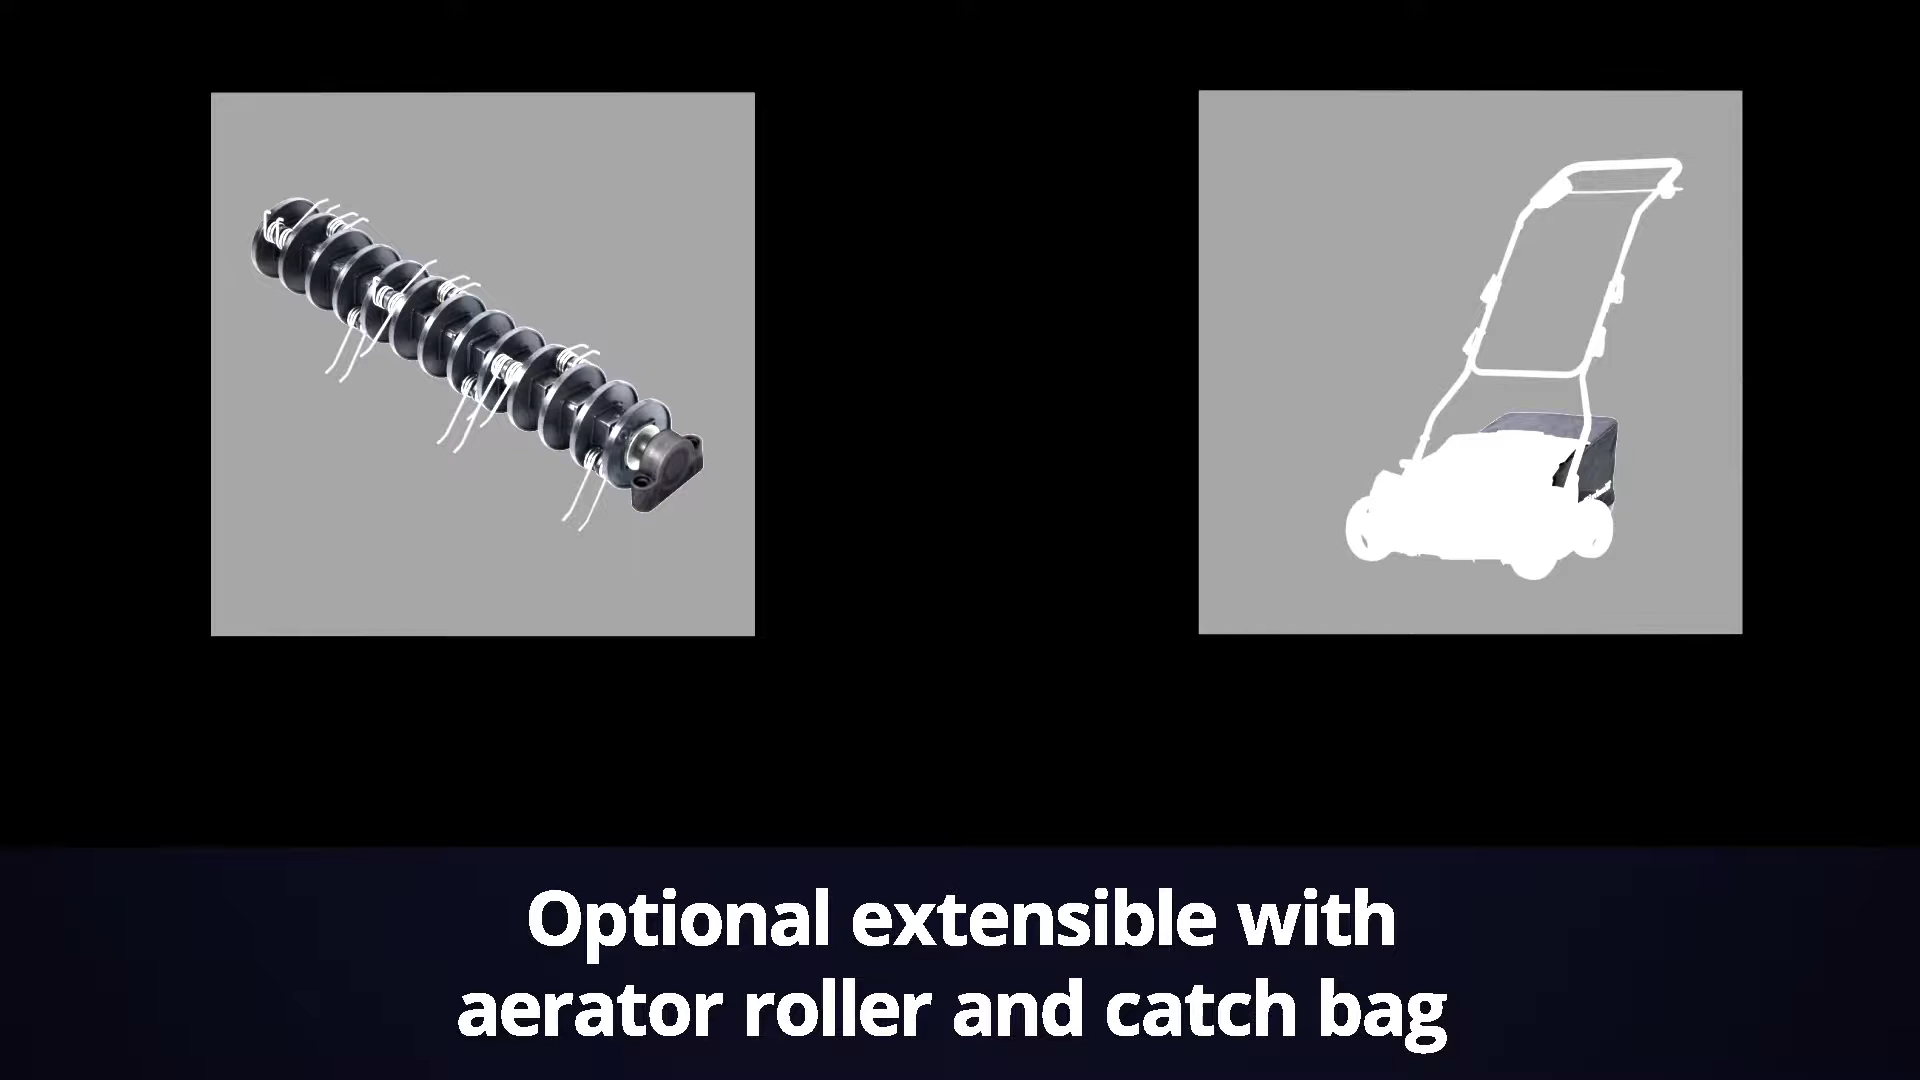 Optional extensible with
aerator roller and catch bag